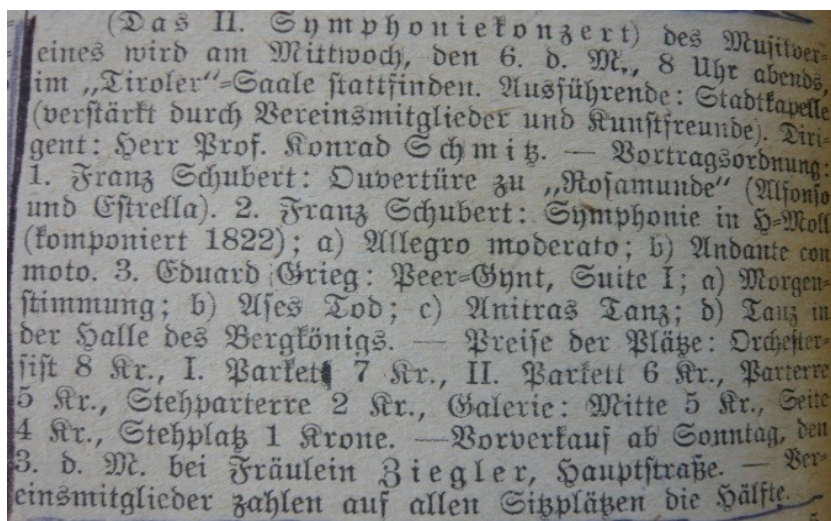 (Das II. Symphoniekonzert) des Musikver-
eines wird am Mittwoch, den 6. d. M., 8 Uhr abends,
im „Tiroler“-Saale stattfinden. Ausführende: Stadtkapelle
(verstärkt durch Vereinsmitglieder und Kunstfreunde). Diri-
gent: Herr Prof. Konrad Schmitz. — Vortragsordnung:
1. Franz Schubert: Ouvertüre zu „Rosamunde“ (Alfonso
und Estrella). 2. Franz Schubert: Symphonie in H-Moll
(komponiert 1822); a) Allegro moderato; b) Andante con
moto. 3. Eduard Grieg: Peer-Gynt, Suite I; a) Morgen-
stimmung; b) Ases Tod; c) Anitras Tanz; d) Tanz in
der Halle des Bergkönigs. — Preise der Plätze: Orchester-
sist 8 Kr., I. Parkett 7 Kr., II. Parkett 6 Kr., Parterre
5 Kr., Stehparterre 2 Kr., Galerie: Mitte 5 Kr., Seite
4 Kr., Stehplatz 1 Krone. — Vorverkauf ab Sonntag, den
3. d. M. bei Fräulein Ziegler, Hauptstraße. — Ver-
einsmitglieder zahlen auf allen Sitzplätzen die Hälfte.